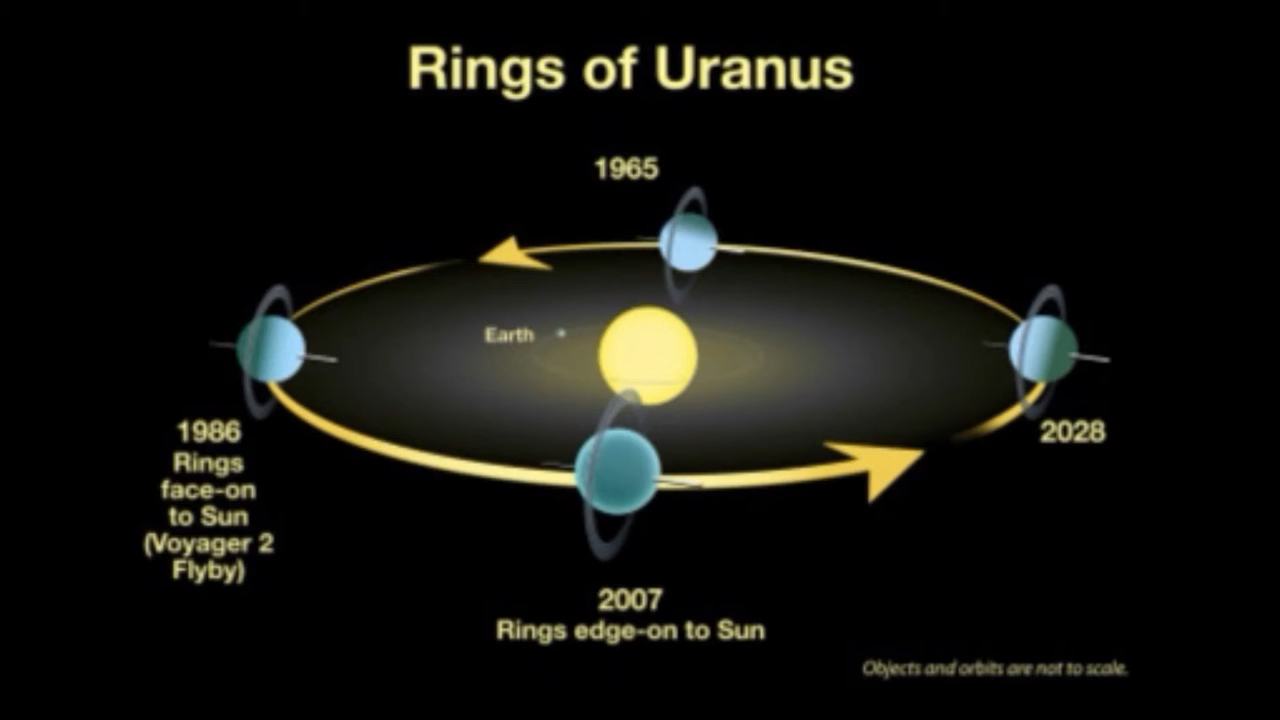 Rings of Uranus
1965
Earth
1986
Rings
face-on
to Sun
(Voyager 2
Flyby)
2028
2007
Rings edge-on to Sun
Objects and orbits are not to scale.